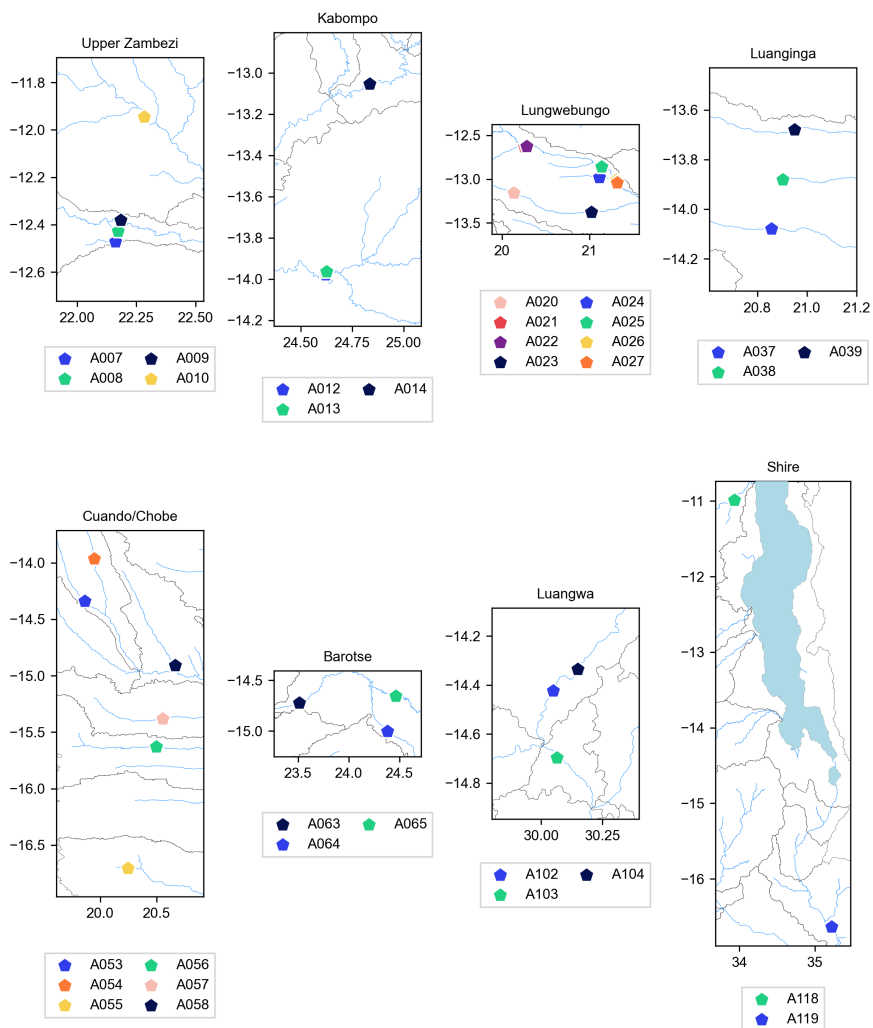 Upper Zambezi
−11.8
−12.0
−12.2
−12.4
−12.6
22.00 22.25 22.50
A007 A009
A008 A010
Kabompo
−13.0
−13.2
−13.4
−13.6
−13.8
−14.0
−14.2
24.50 24.75 25.00
A012 A014
A013
Lungwebungo
−12.5
−13.0
−13.5
20 21
A020 A024
A021 A025
A022 A026
A023 A027
Luanginga
−13.6
−13.8
−14.0
−14.2
20.8 21.0 21.2
A037 A039
A038
Cuando/Chobe
−14.0
−14.5
−15.0
−15.5
−16.0
−16.5
20.0 20.5
A053 A056
A054 A057
A055 A058
Barotse
−14.5
−15.0
23.5 24.0 24.5
A063 A065
A064
Luangwa
−14.2
−14.4
−14.6
−14.8
30.00 30.25
A102 A104
A103
Shire
−11
−12
−13
−14
−15
−16
34 35
A118
A119